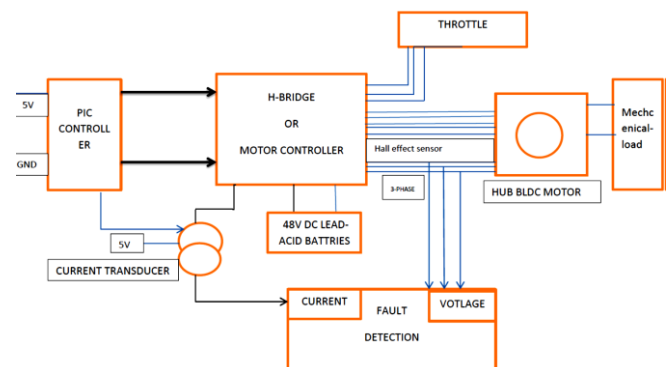 THROTTLE
5V
PIC
CONTROLL
ER
GND
H-BRIDGE
OR
MOTOR CONTROLLER
Hall effect sensor
3-PHASE
HUB BLDC MOTOR
Mechc
enical-
load
5V
CURRENT TRANSDUCER
48V DC LEAD-
ACID BATTRIES
CURRENT
FAULT
DETECTION
VOTLAGE